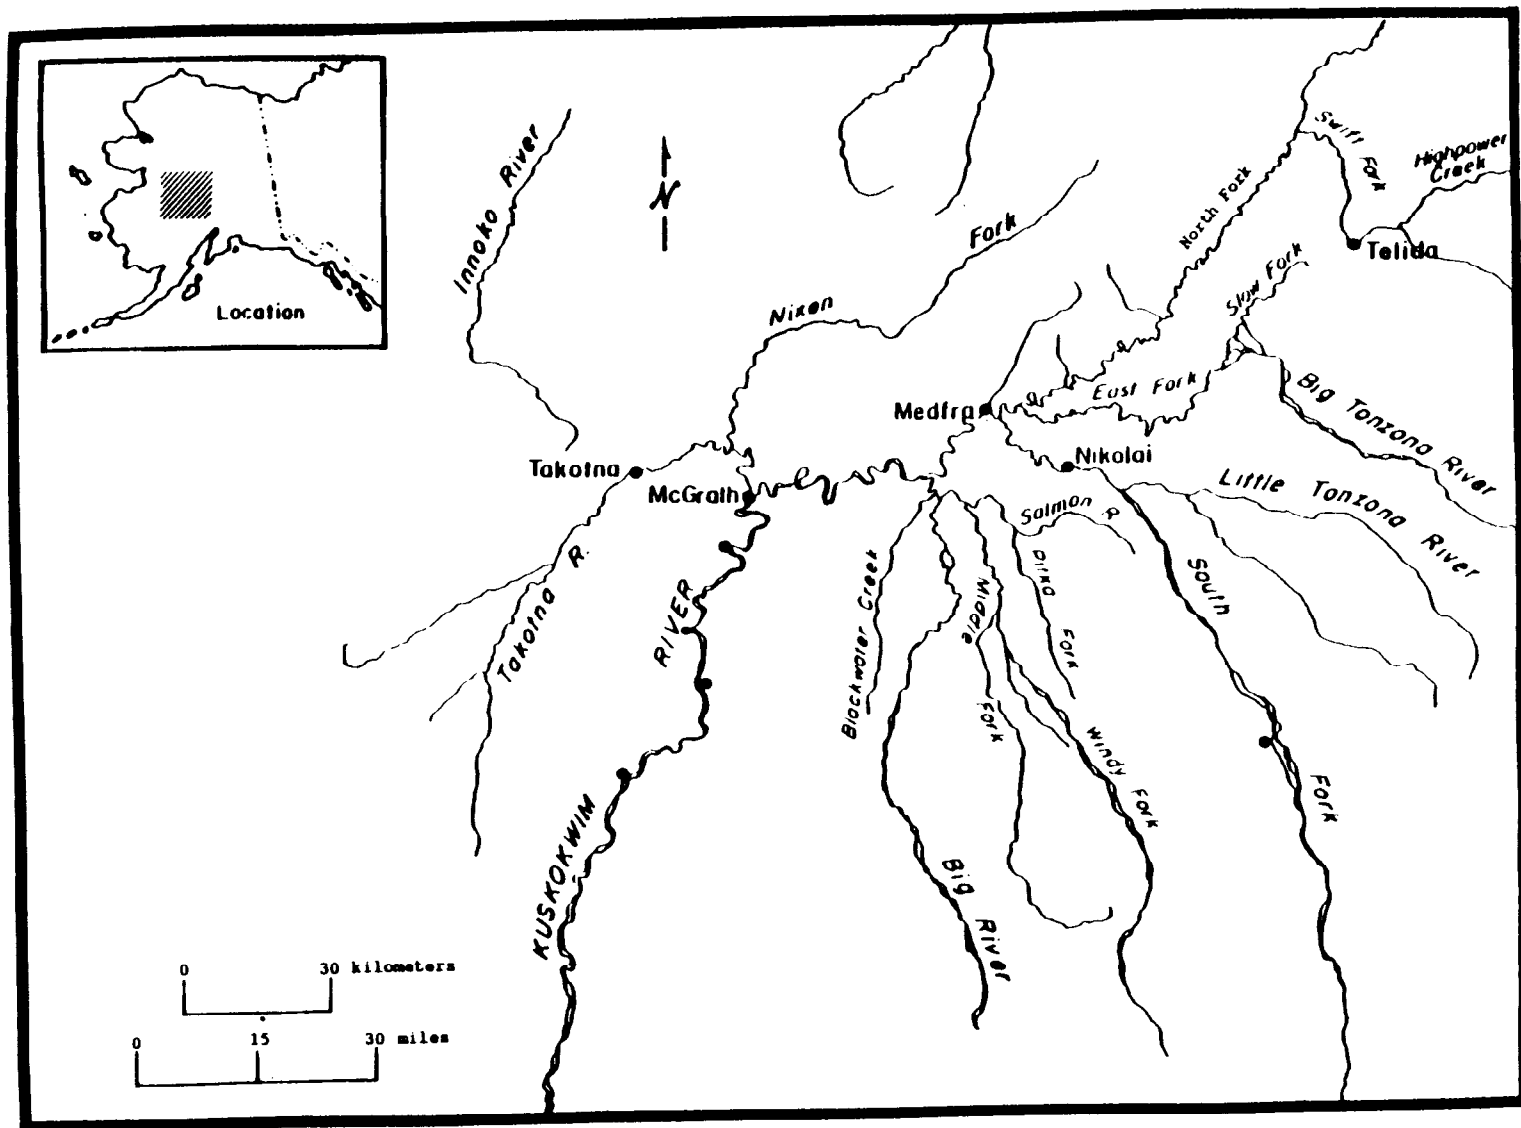 Location
Innoko River
N
Nixon Fork
North Fork
Swift Fork
Highpower
Creek
Telida
Slow Fork
East Fork
Big Tonzona River
Medfra
Nikolai
Little Tonzona River
Takotna
McGrath
Salmon R.
Pitka Fork
Middle Fork
Blackwater Creek
South Fork
Takotna R.
RIVER
KUSKOKWIM
Windy Fork
Big River
0 30 kilometers
0 15 30 miles